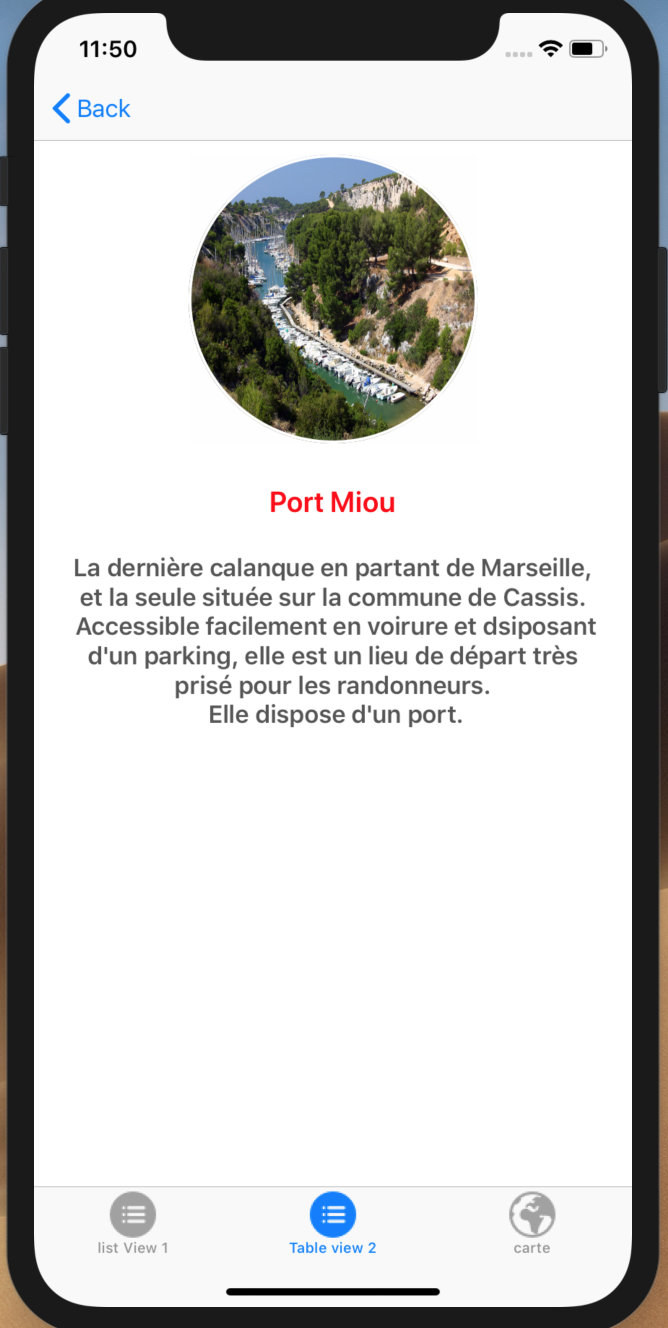 11:50
Back
Port Miou
La dernière calanque en partant de Marseille,
et la seule située sur la commune de Cassis.
Accessible facilement en voirure et dsiposant
d'un parking, elle est un lieu de départ très
prisé pour les randonneurs.
Elle dispose d'un port.
list View 1
Table view 2
carte